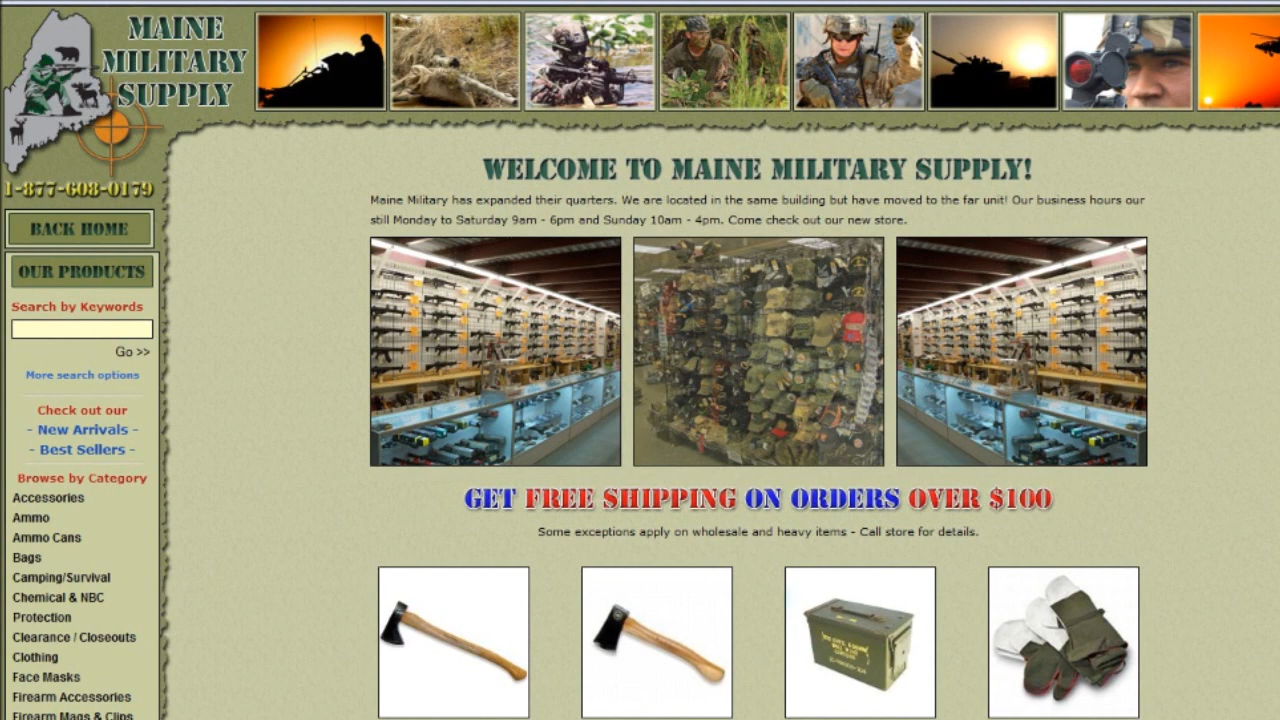 MAINE
MILITARY
SUPPLY
1-877-608-0179
BACK HOME
OUR PRODUCTS
Search by Keywords
Go >>
More search options
Check out our
- New Arrivals -
- Best Sellers -
Browse by Category
Accessories
Ammo
Ammo Cans
Bags
Camping/Survival
Chemical & NBC
Protection
Clearance / Closeouts
Clothing
Face Masks
Firearm Accessories
Firearm Mags & Clips
WELCOME TO MAINE MILITARY SUPPLY!
Maine Military has expanded their quarters. We are located in the same building but have moved to the far unit! Our business hours our
still Monday to Saturday 9am - 6pm and Sunday 10am - 4pm. Come check out our new store.
GET FREE SHIPPING ON ORDERS OVER $100
Some exceptions apply on wholesale and heavy items - Call store for details.